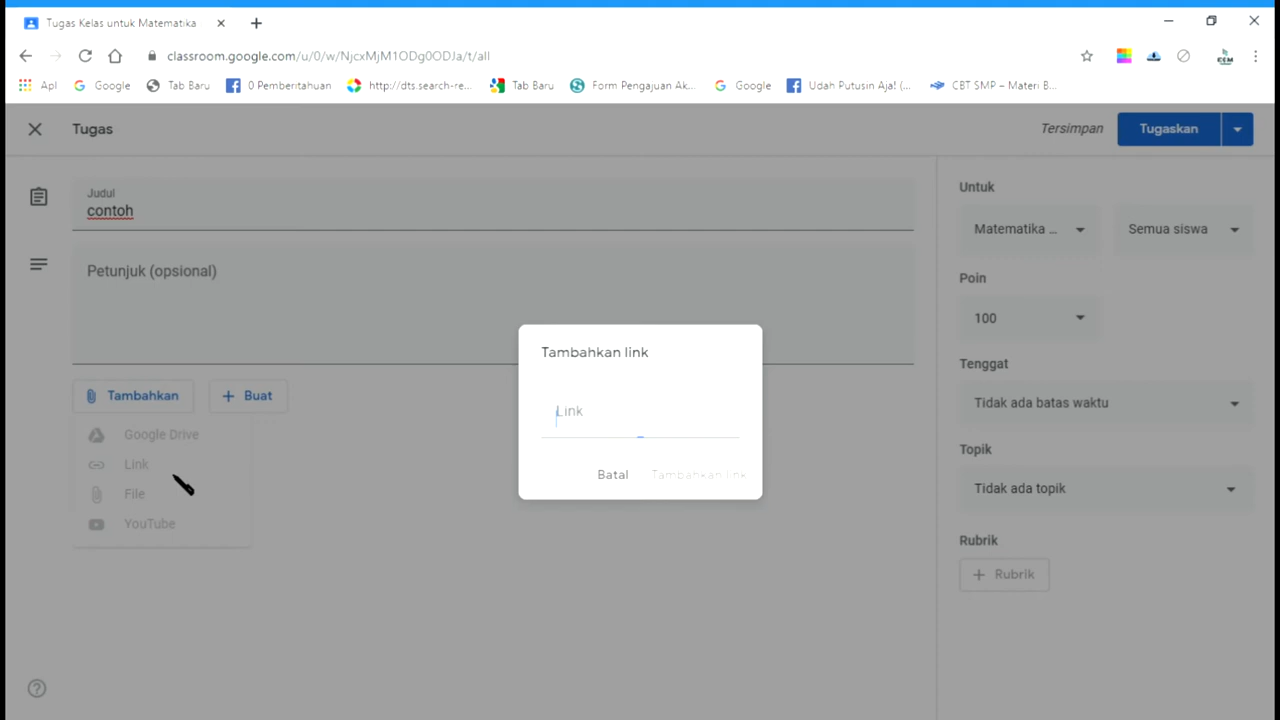 Tugas Kelas untuk Matematika
classroom.google.com/u/0/w/NjcxMjM1ODg0ODJa/t/all
Apl Google Tab Baru 0 Pemberitahuan http://dts.search-re... Tab Baru Form Pengajuan Ak... Google Udah Putusin Aja! (... CBT SMP – Materi B...
Tugas Tersimpan Tugaskan
Judul
contoh
Petunjuk (opsional)
Tambahkan Buat
Google Drive
Link
File
YouTube
Tambahkan link
Link
Batal Tambahkan link
Untuk
Matematika ... Semua siswa
Poin
100
Tenggat
Tidak ada batas waktu
Topik
Tidak ada topik
Rubrik
Rubrik